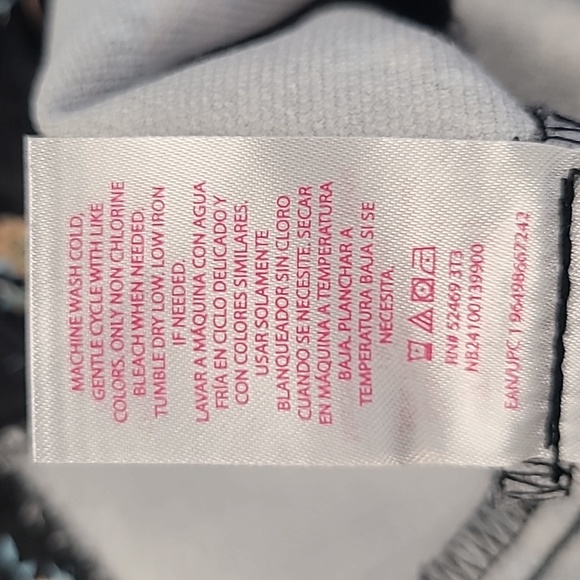 MACHINE WASH COLD,
GENTLE CYCLE WITH LIKE
COLORS. ONLY NON CHLORINE
BLEACH WHEN NEEDED.
TUMBLE DRY LOW. LOW IRON
IF NEEDED.
LAVAR A MÁQUINA CON AGUA
FRÍA EN CICLO DELICADO Y
CON COLORES SIMILARES.
USAR SOLAMENTE
BLANQUEADOR SIN CLORO
CUANDO SE NECESITE. SECAR
EN MÁQUINA A TEMPERATURA
BAJA. PLANCHAR A
TEMPERATURA BAJA SI SE
NECESITA.
RN# 52469 3T3
NB24100139900
EAN/UPC 1 96498667242